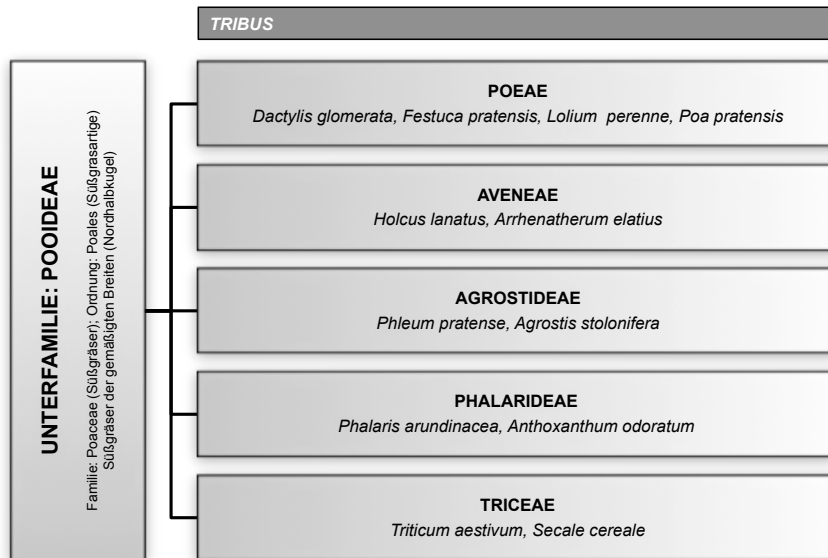 TRIBUS
UNTERFAMILIE: POOIDEAE
Familie: Poaceae (Süßgräser); Ordnung: Poales (Süßgrasartige)
Süßgräser der gemäßigten Breiten (Nordhalbkugel)
POEAE
Dactylis glomerata, Festuca pratensis, Lolium perenne, Poa pratensis
AVENEAE
Holcus lanatus, Arrhenatherum elatius
AGROSTIDEAE
Phleum pratense, Agrostis stolonifera
PHALARIDEAE
Phalaris arundinacea, Anthoxanthum odoratum
TRICEAE
Triticum aestivum, Secale cereale